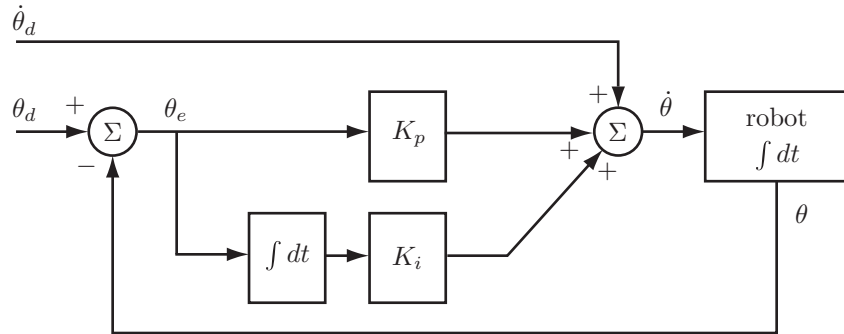 θ̇_d
θ_d + Σ θ_e K_p + Σ θ̇ robot
∫ dt
−
+ +
∫ dt K_i
θ